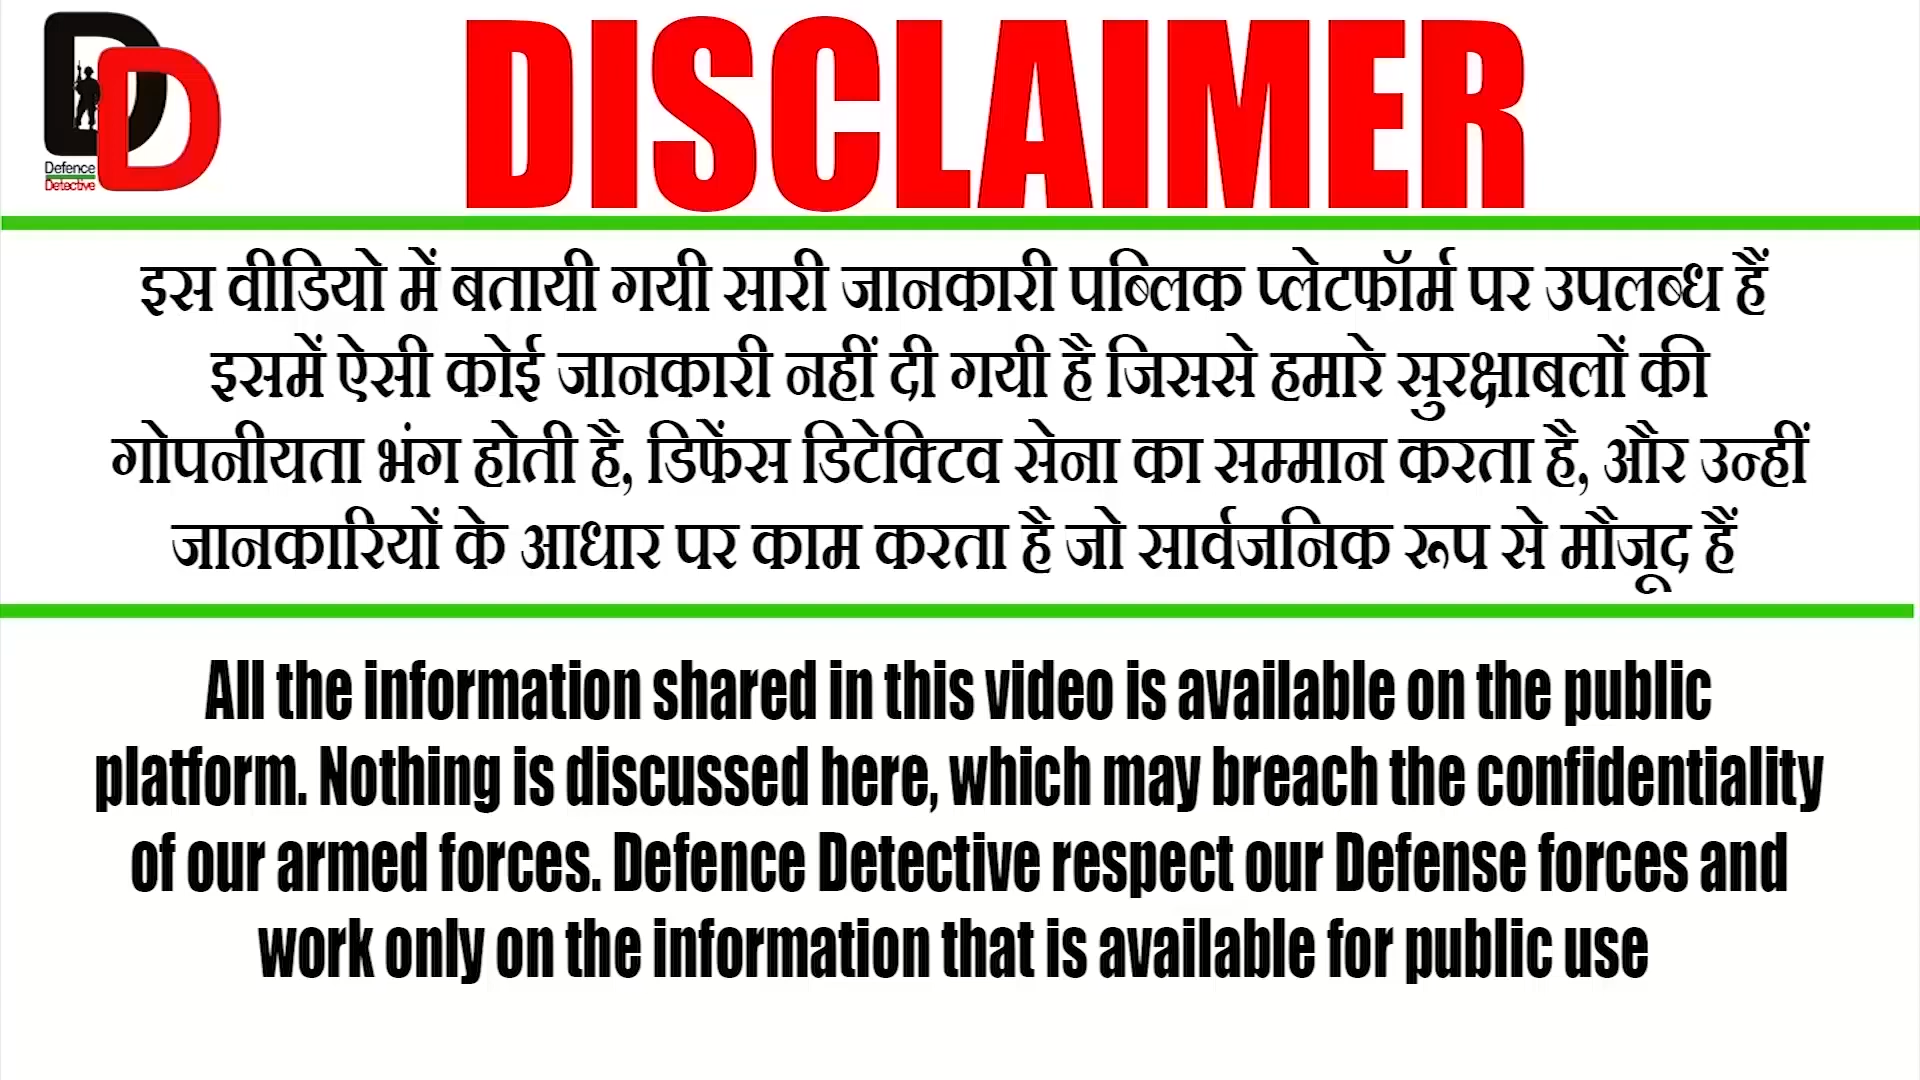 DD
Defence
Detective
DISCLAIMER
इस वीडियो में बतायी गयी सारी जानकारी पब्लिक प्लेटफॉर्म पर उपलब्ध हैं
इसमें ऐसी कोई जानकारी नहीं दी गयी है जिससे हमारे सुरक्षाबलों की
गोपनीयता भंग होती है, डिफेंस डिटेक्टिव सेना का सम्मान करता है, और उन्हीं
जानकारियों के आधार पर काम करता है जो सार्वजनिक रूप से मौजूद हैं
All the information shared in this video is available on the public
platform. Nothing is discussed here, which may breach the confidentiality
of our armed forces. Defence Detective respect our Defense forces and
work only on the information that is available for public use